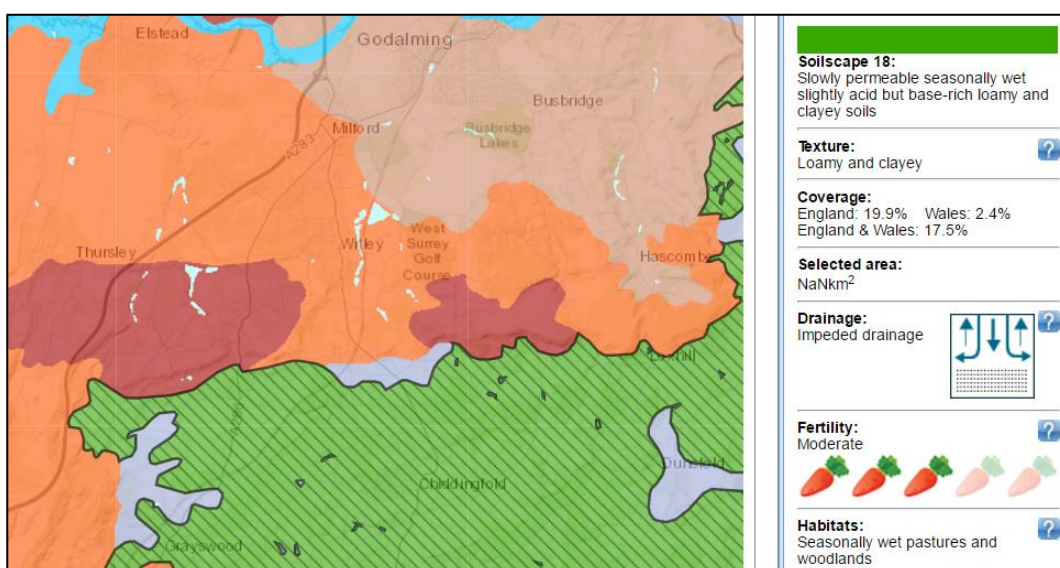 Elstead
Godalming
Busbridge
Milford
Busbridge
Lakes
A283
Thursley
Witley
West
Surrey
Golf
Course
Hascombe
Loxhill
A286
Dunsfold
Chiddingfold
Grayswood
Soilscape 18:
Slowly permeable seasonally wet
slightly acid but base-rich loamy and
clayey soils
Texture:
Loamy and clayey
?
Coverage:
England: 19.9% Wales: 2.4%
England & Wales: 17.5%
Selected area:
NaNkm²
Drainage:
Impeded drainage
?
Fertility:
Moderate
?
Habitats:
Seasonally wet pastures and
woodlands
?